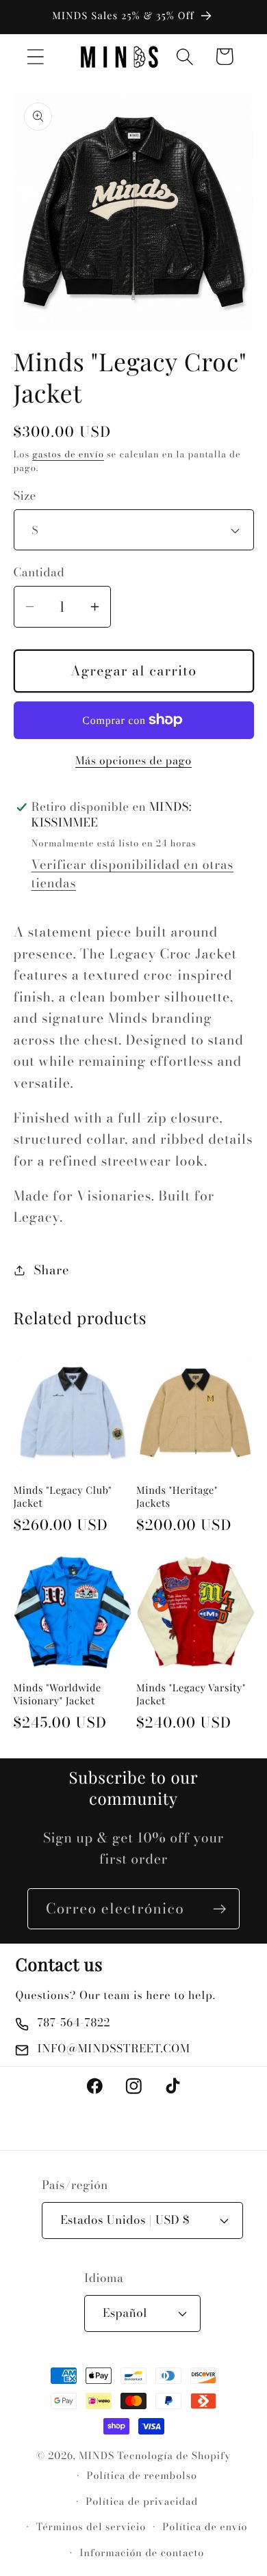 MINDS Sales 25% & 35% Off →
MINDS
Minds
Minds "Legacy Croc"
Jacket
$300.00 USD
Los gastos de envío se calculan en la pantalla de
pago.
Size
S
Cantidad
− 1 +
Agregar al carrito
Comprar con shop
Más opciones de pago
Retiro disponible en MINDS:
KISSIMMEE
Normalmente está listo en 24 horas
Verificar disponibilidad en otras
tiendas
A statement piece built around
presence. The Legacy Croc Jacket
features a textured croc-inspired
finish, a clean bomber silhouette,
and signature Minds branding
across the chest. Designed to stand
out while remaining effortless and
versatile.
Finished with a full-zip closure,
structured collar, and ribbed details
for a refined streetwear look.
Made for Visionaries. Built for
Legacy.
Share
Related products
Minds "Legacy Club"
Jacket
$260.00 USD
M
Minds "Heritage"
Jackets
$200.00 USD
M
Minds "Worldwide
Visionary" Jacket
$245.00 USD
M
Minds "Legacy Varsity"
Jacket
$240.00 USD
Subscribe to our
community
Sign up & get 10% off your
first order
Correo electrónico →
Contact us
Questions? Our team is here to help.
787-564-7822
INFO@MINDSSTREET.COM
País/región
Estados Unidos | USD $
Idioma
Español
AMEX Apple Pay Bancontact DISCOVER
G Pay PayPal
shop VISA
© 2026, MINDS Tecnología de Shopify
· Política de reembolso
· Política de privacidad
· Términos del servicio · Política de envío
· Información de contacto